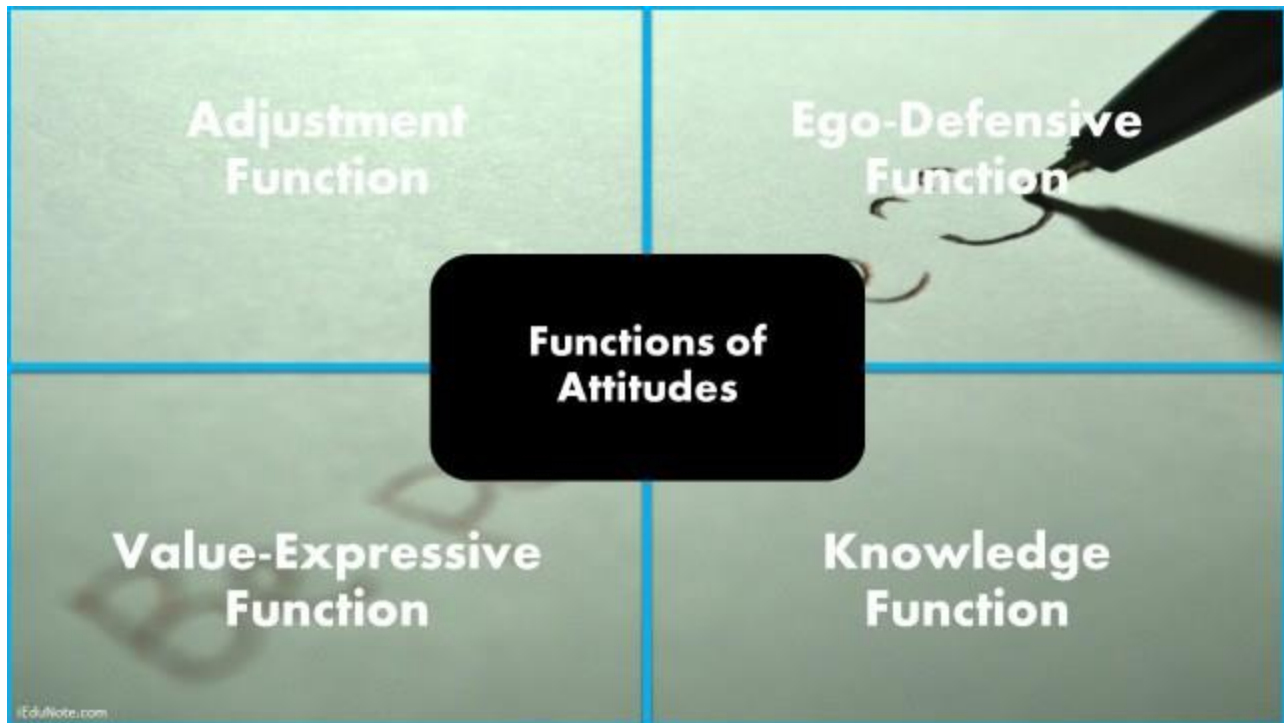 Adjustment
Function
Ego-Defensive
Function
Functions of
Attitudes
Value-Expressive
Function
Knowledge
Function
iEduNote.com